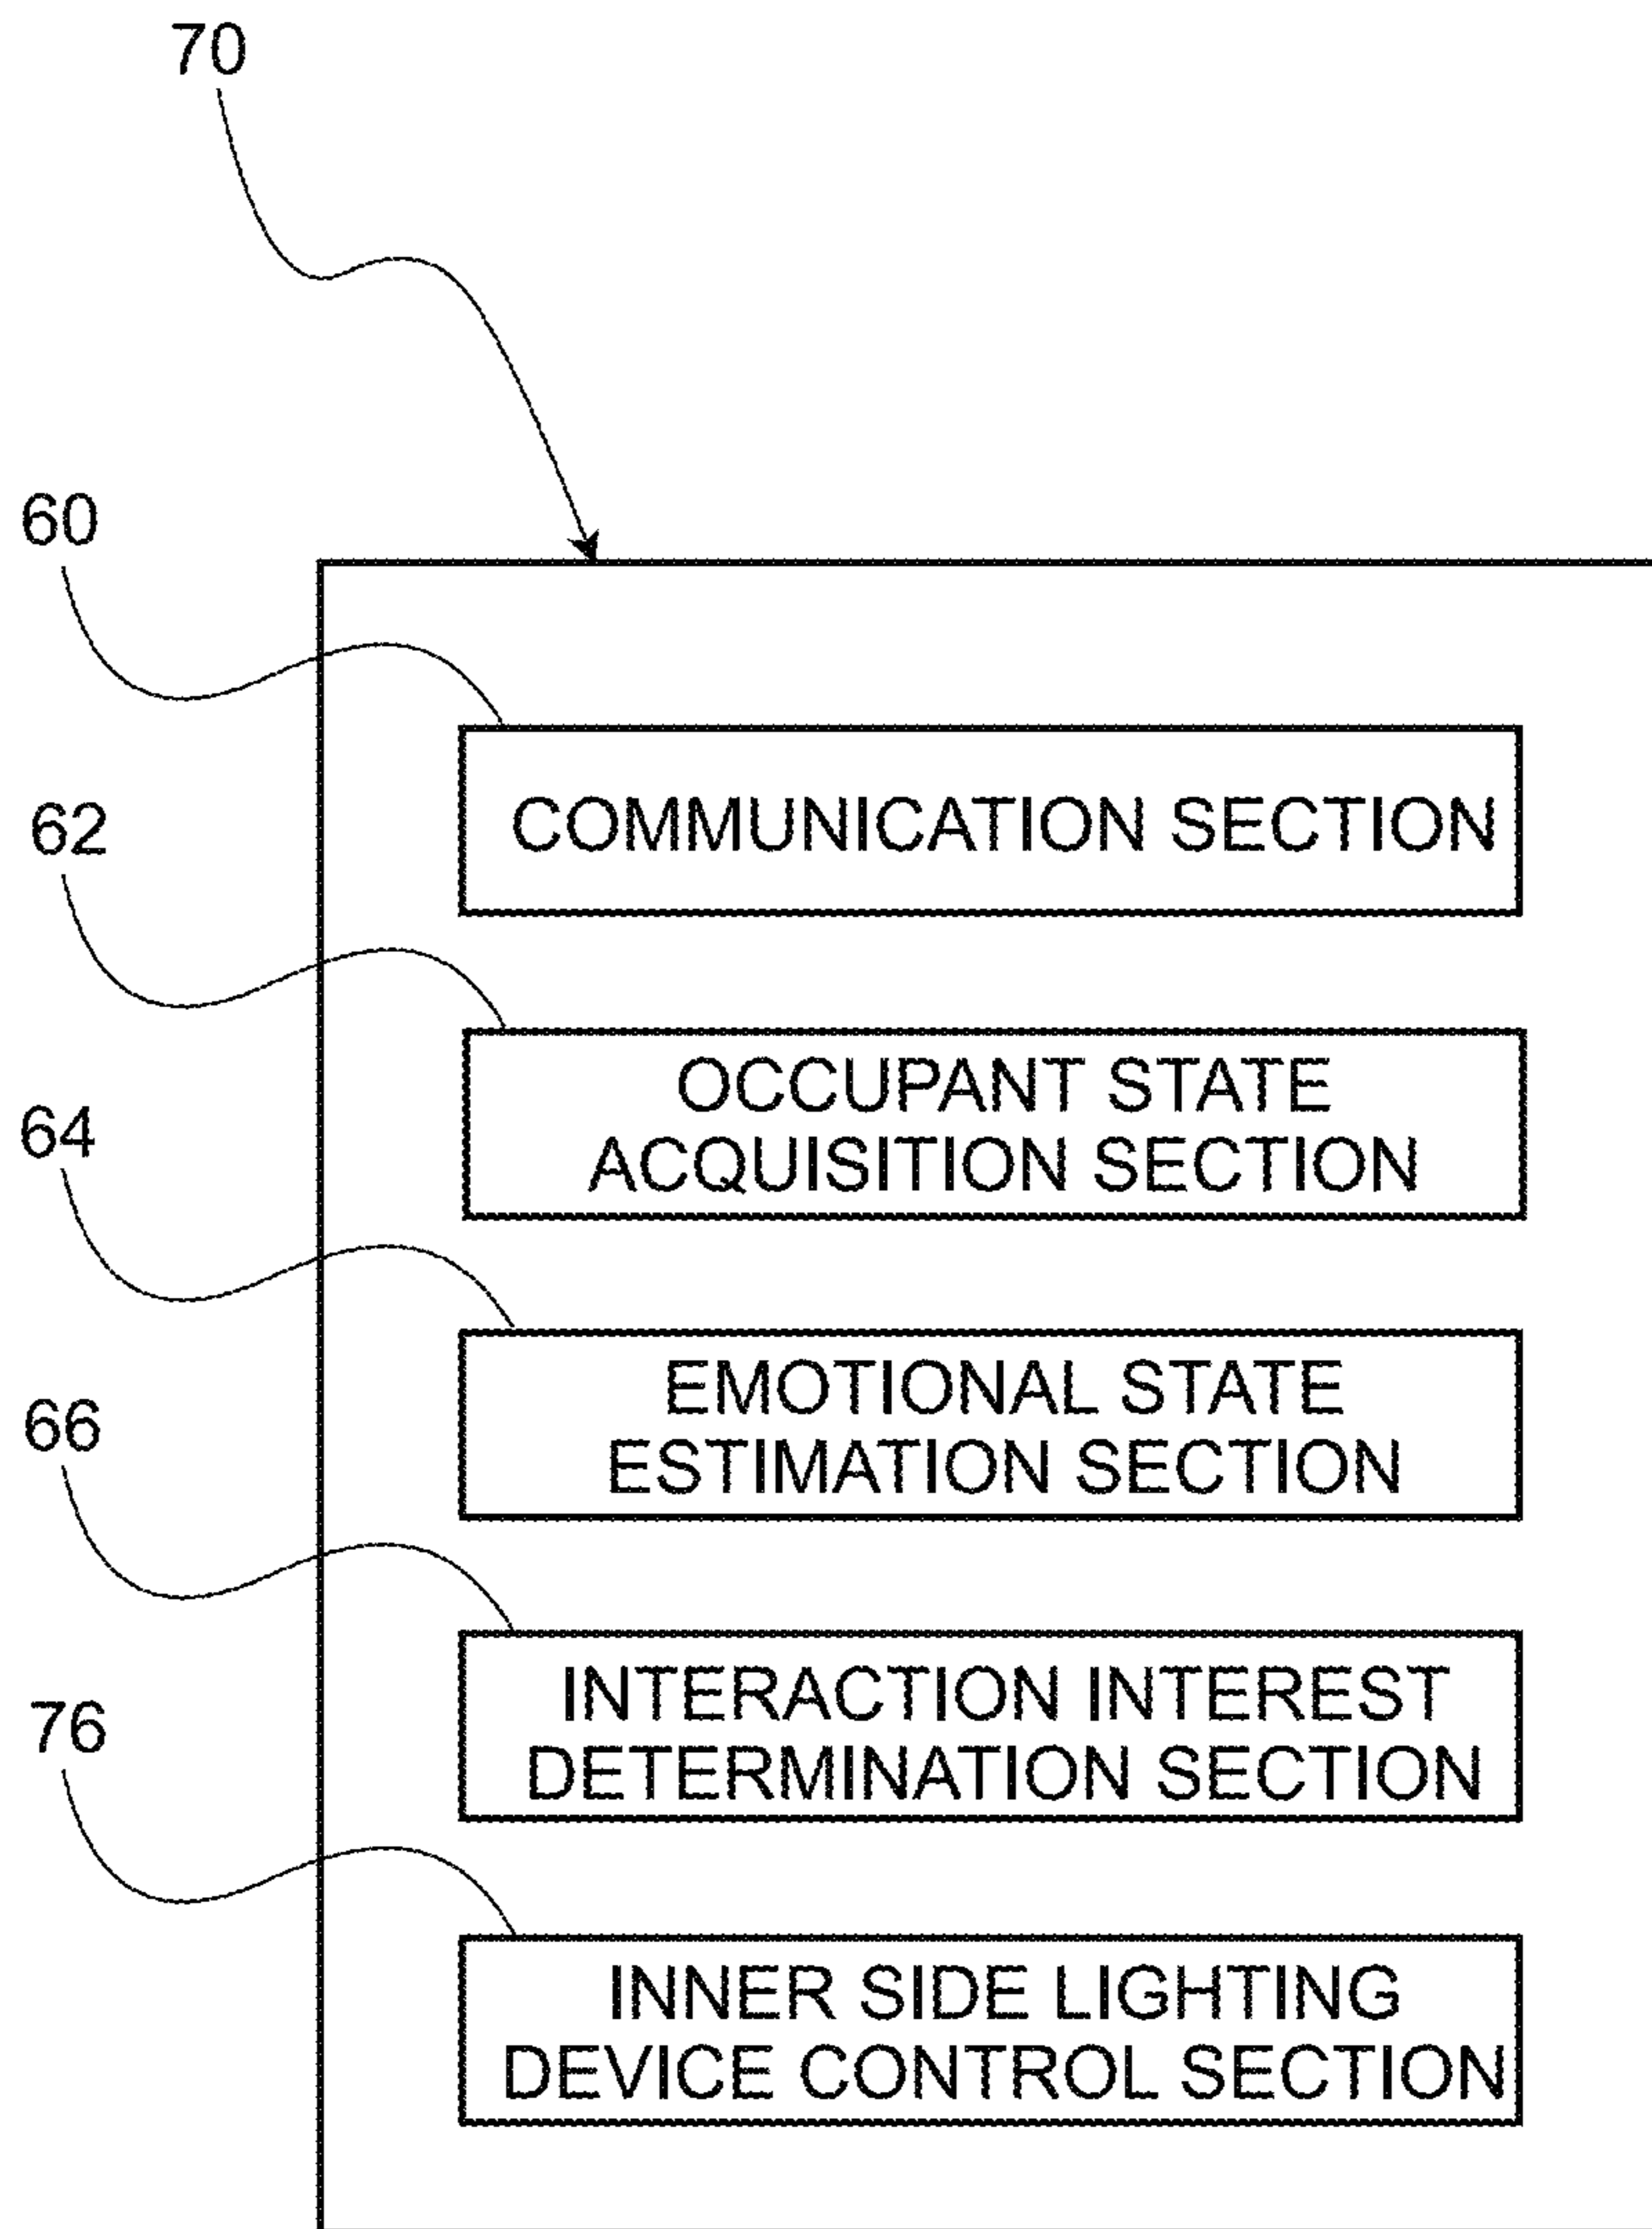 70
60
COMMUNICATION SECTION
62
OCCUPANT STATE
ACQUISITION SECTION
64
EMOTIONAL STATE
ESTIMATION SECTION
66
INTERACTION INTEREST
DETERMINATION SECTION
76
INNER SIDE LIGHTING
DEVICE CONTROL SECTION